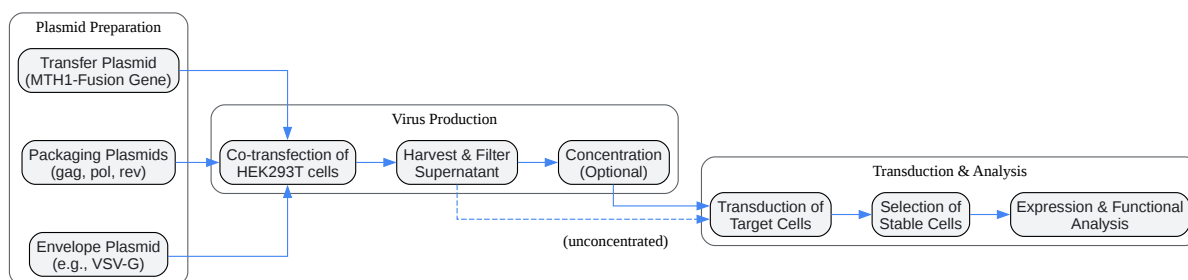 Plasmid Preparation
Transfer Plasmid
(MTH1-Fusion Gene)
Packaging Plasmids
(gag, pol, rev)
Envelope Plasmid
(e.g., VSV-G)
Virus Production
Co-transfection of
HEK293T cells
Harvest & Filter
Supernatant
Concentration
(Optional)
(unconcentrated)
Transduction & Analysis
Transduction of
Target Cells
Selection of
Stable Cells
Expression & Functional
Analysis